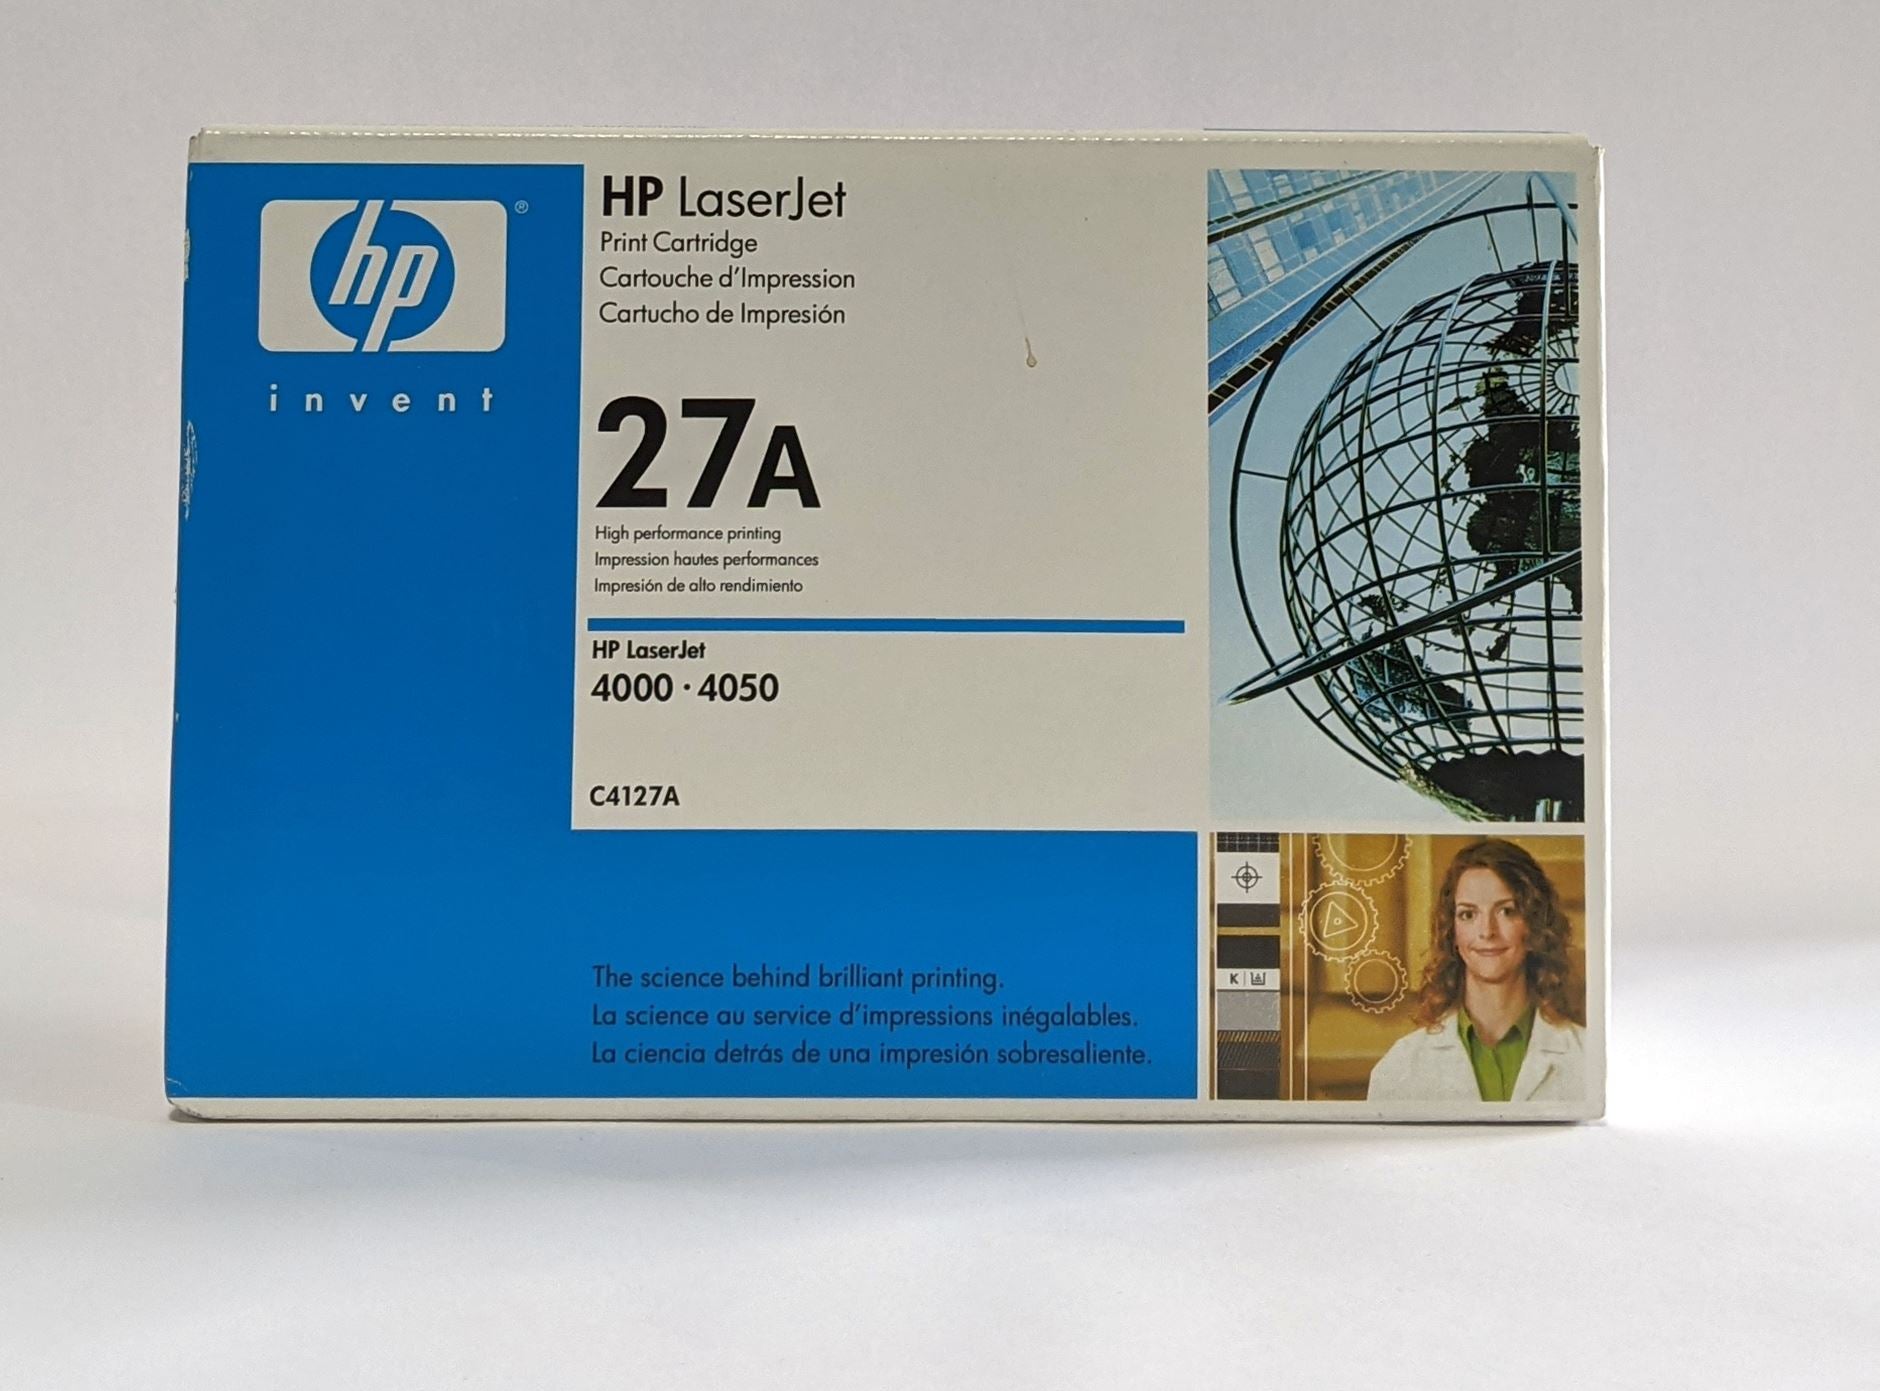 hp ®
invent
HP LaserJet
Print Cartridge
Cartouche d'Impression
Cartucho de Impresión
27A
High performance printing
Impression hautes performances
Impresión de alto rendimiento
HP LaserJet
4000 · 4050
C4127A
The science behind brilliant printing.
La science au service d'impressions inégalables.
La ciencia detrás de una impresión sobresaliente.
K